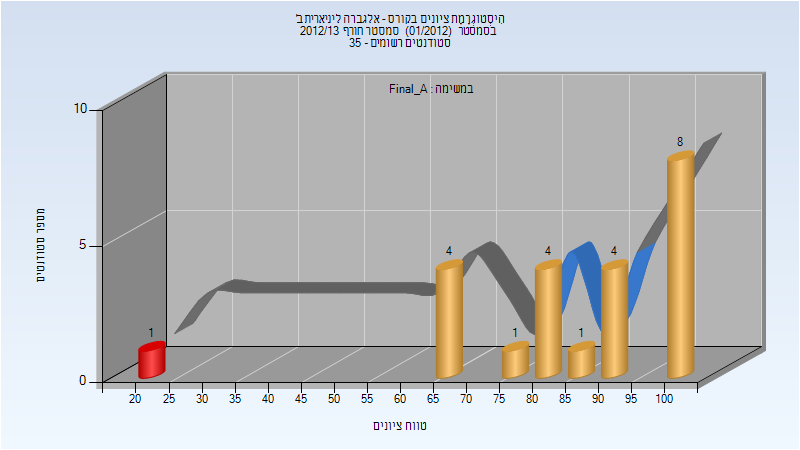 היסטוגרמת ציונים בקורס - אלגברה ליניארית ב'
בסמסטר (01/2012) סמסטר חורף 2012/13
סטודנטים רשומים - 35
במשימה : Final_A
מספר סטודנטים
10
5
0
1
4
1
4
1
4
8
20 25 30 35 40 45 50 55 60 65 70 75 80 85 90 95 100
טווח ציונים